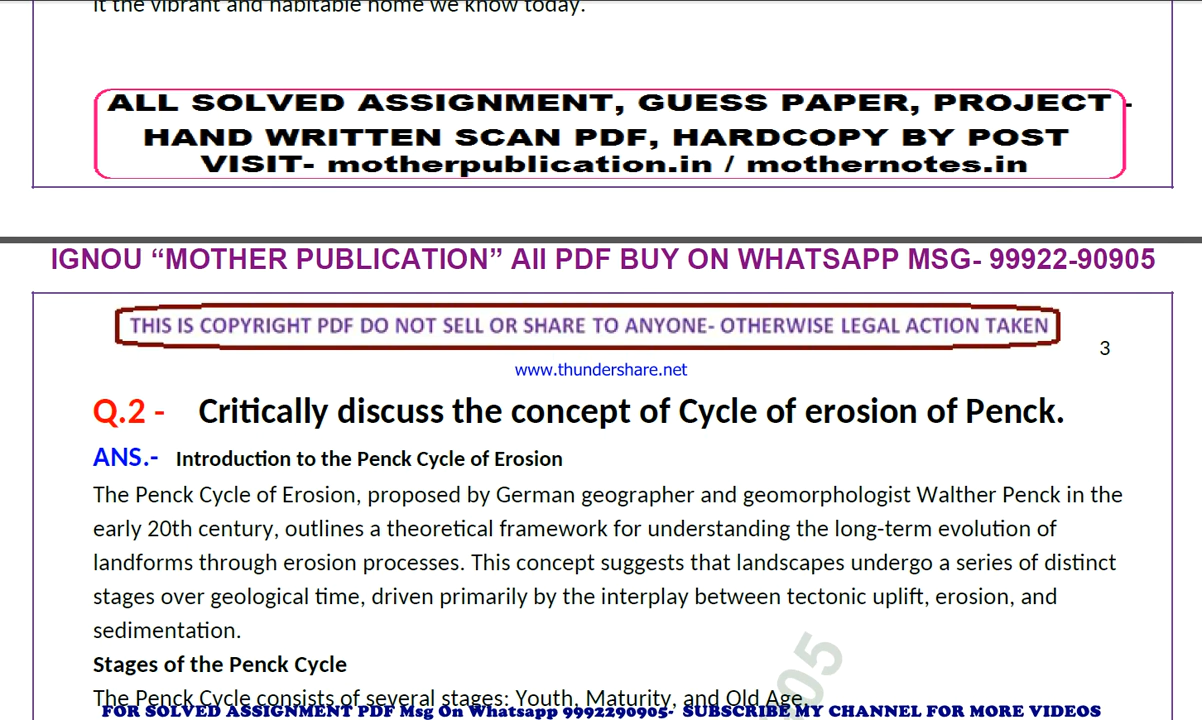 it the vibrant and habitable home we know today.
ALL SOLVED ASSIGNMENT, GUESS PAPER, PROJECT -
HAND WRITTEN SCAN PDF, HARDCOPY BY POST
VISIT- motherpublication.in / mothernotes.in
IGNOU “MOTHER PUBLICATION” All PDF BUY ON WHATSAPP MSG- 99922-90905
THIS IS COPYRIGHT PDF DO NOT SELL OR SHARE TO ANYONE- OTHERWISE LEGAL ACTION TAKEN
3
www.thundershare.net
Q.2 - Critically discuss the concept of Cycle of erosion of Penck.
ANS.- Introduction to the Penck Cycle of Erosion
The Penck Cycle of Erosion, proposed by German geographer and geomorphologist Walther Penck in the
early 20th century, outlines a theoretical framework for understanding the long-term evolution of
landforms through erosion processes. This concept suggests that landscapes undergo a series of distinct
stages over geological time, driven primarily by the interplay between tectonic uplift, erosion, and
sedimentation.
Stages of the Penck Cycle
The Penck Cycle consists of several stages: Youth, Maturity, and Old Age
FOR SOLVED ASSIGNMENT PDF Msg On Whatsapp 9992290905- SUBSCRIBE MY CHANNEL FOR MORE VIDEOS
05